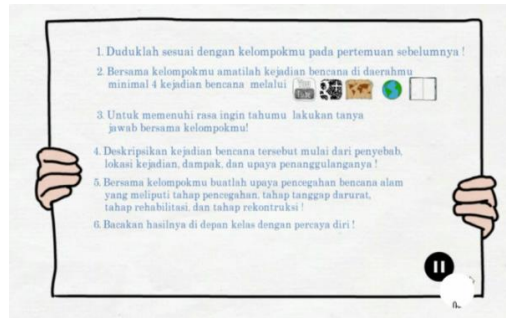 1. Duduklah sesuai dengan kelompokmu pada pertemuan sebelumnya !
2. Bersama kelompokmu amatilah kejadian bencana di daerahmu
minimal 4 kejadian bencana melalui
3. Untuk memenuhi rasa ingin tahumu lakukan tanya
jawab bersama kelompokmu!
4. Deskripsikan kejadian bencana tersebut mulai dari penyebab,
lokasi kejadian, dampak, dan upaya penanggulanganya !
5. Bersama kelompokmu buatlah upaya pencegahan bencana alam
yang meliputi tahap pencegahan, tahap tanggap darurat,
tahap rehabilitasi, dan tahap rekontruksi !
6. Bacakan hasilnya di depan kelas dengan percaya diri !